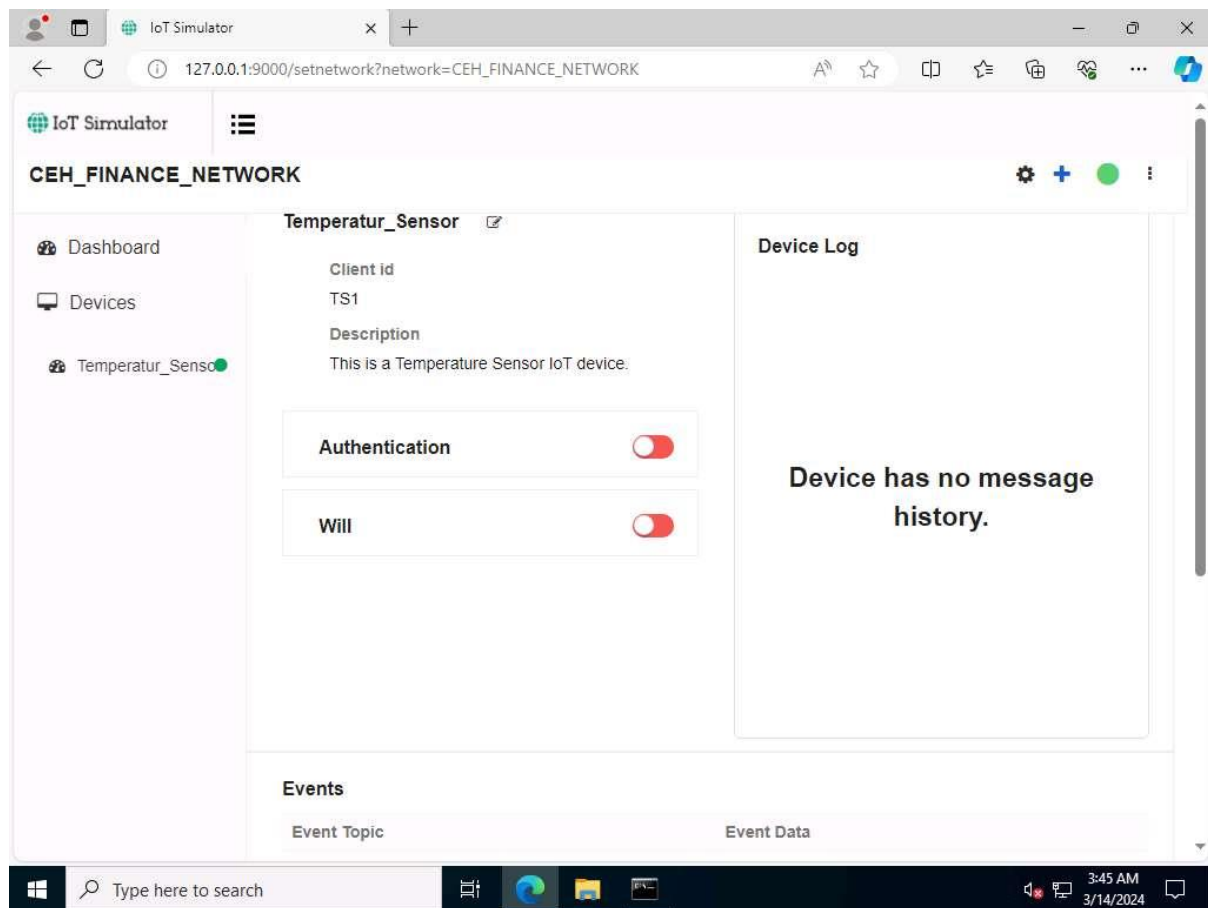 IoT Simulator
127.0.0.1:9000/setnetwork?network=CEH_FINANCE_NETWORK
IoT Simulator
CEH_FINANCE_NETWORK
Dashboard
Devices
Temperatur_Senso
Temperatur_Sensor
Client id
TS1
Description
This is a Temperature Sensor IoT device.
Authentication
Will
Device Log
Device has no message
history.
Events
Event Topic Event Data
Type here to search
3:45 AM
3/14/2024